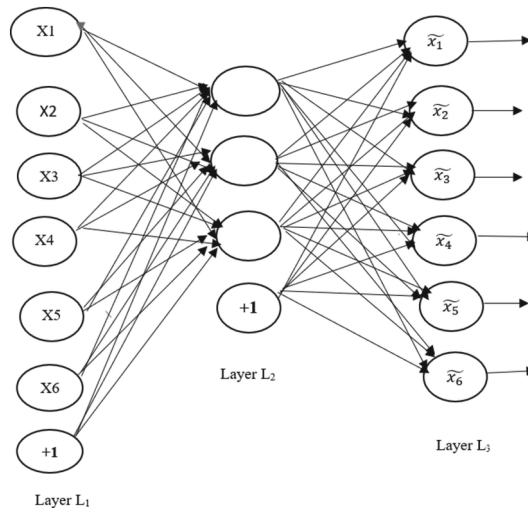 X1
X2
X3
X4
X5
X6
+1
Layer L₁
+1
Layer L₂
x̃₁
x̃₂
x̃₃
x̃₄
x̃₅
x̃₆
Layer L₃